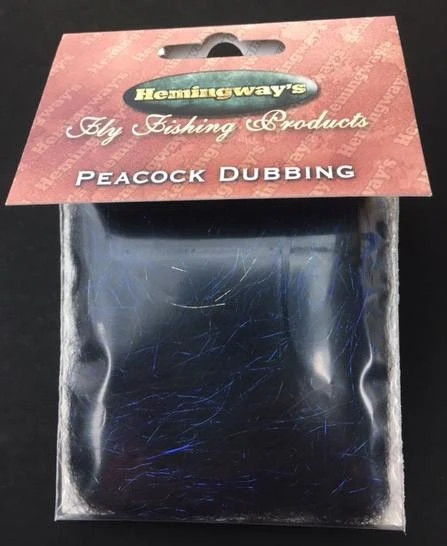 Hemingway's
Fly Fishing Products
PEACOCK DUBBING